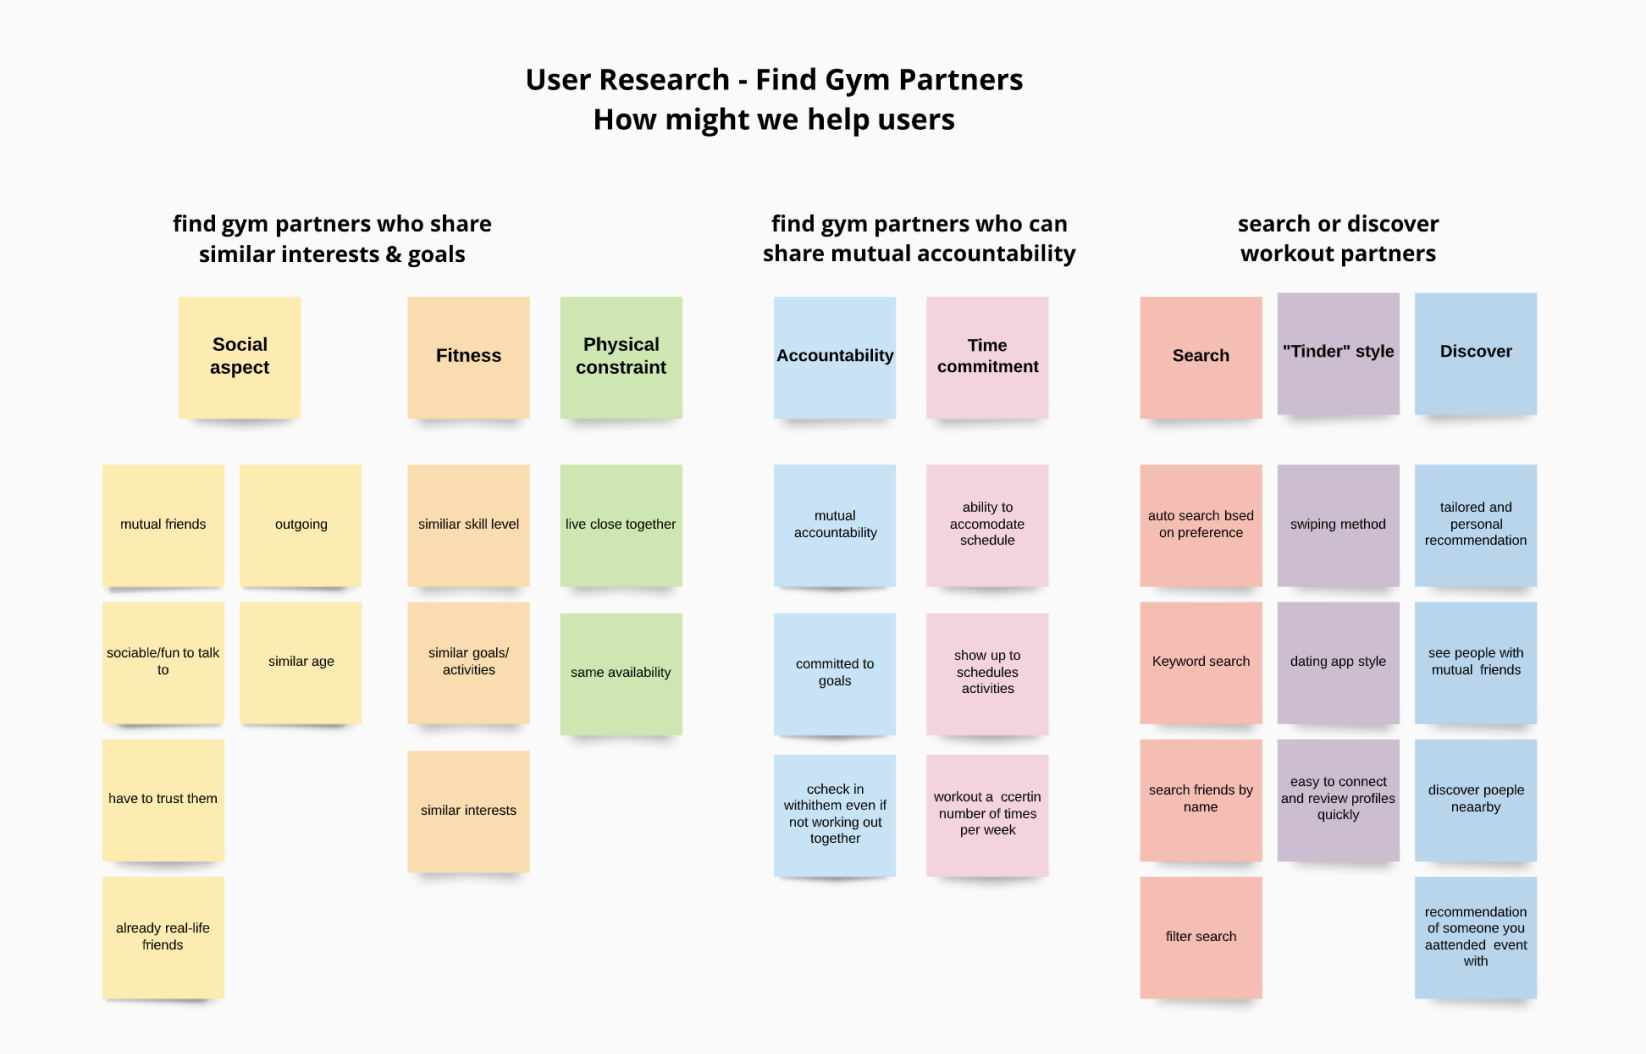 User Research - Find Gym Partners
How might we help users
find gym partners who share
similar interests & goals
find gym partners who can
share mutual accountability
search or discover
workout partners
Social
aspect
Fitness
Physical
constraint
Accountability
Time
commitment
Search
"Tinder" style
Discover
mutual friends
outgoing
similiar skill level
live close together
mutual
accountability
ability to
accomodate
schedule
auto search bsed
on preference
swiping method
tailored and
personal
recommendation
sociable/fun to talk
to
similar age
similar goals/
activities
same availability
committed to
goals
show up to
schedules
activities
Keyword search
dating app style
see people with
mutual  friends
have to trust them
similar interests
ccheck in
withithem even if
not working out
together
workout a  ccertin
number of times
per week
search friends by
name
easy to connect
and review profiles
quickly
discover poeple
neaarby
already real-life
friends
filter search
recommendation
of someone you
aattended  event
with